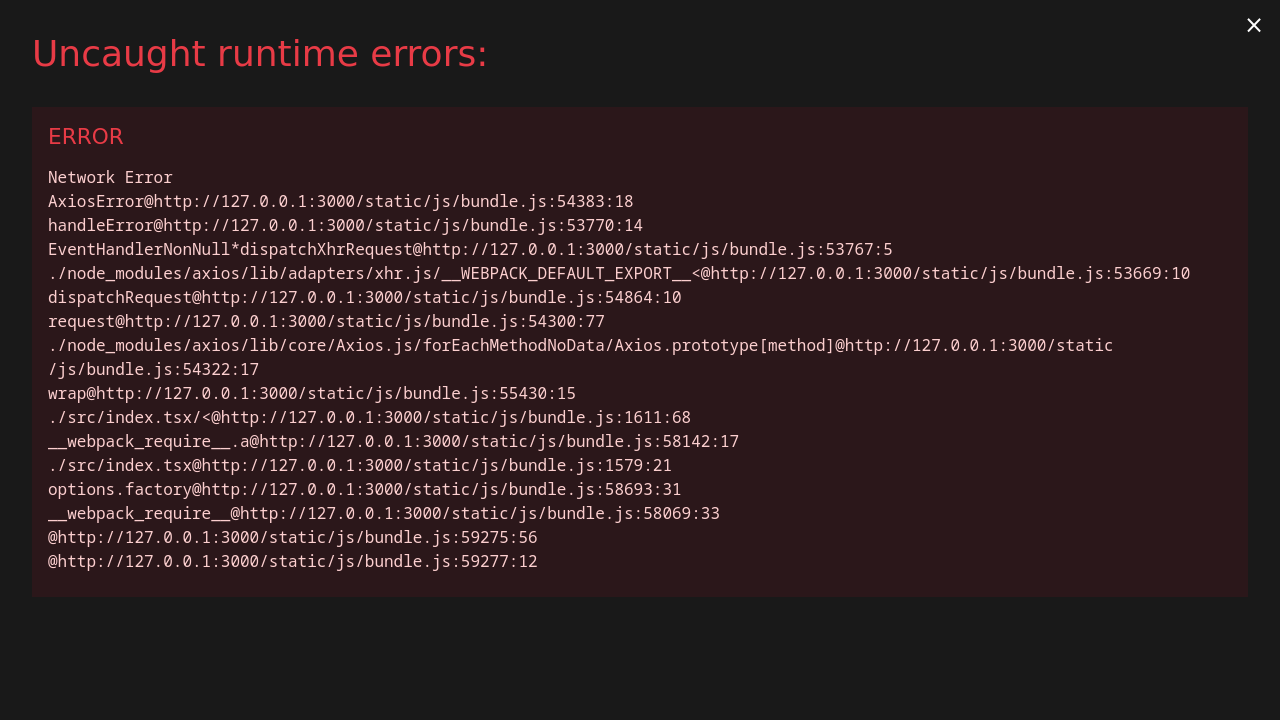 Uncaught runtime errors:
ERROR
Network Error
AxiosError@http://127.0.0.1:3000/static/js/bundle.js:54383:18
handleError@http://127.0.0.1:3000/static/js/bundle.js:53770:14
EventHandlerNonNull*dispatchXhrRequest@http://127.0.0.1:3000/static/js/bundle.js:53767:5
./node_modules/axios/lib/adapters/xhr.js/__WEBPACK_DEFAULT_EXPORT__<@http://127.0.0.1:3000/static/js/bundle.js:53669:10
dispatchRequest@http://127.0.0.1:3000/static/js/bundle.js:54864:10
request@http://127.0.0.1:3000/static/js/bundle.js:54300:77
./node_modules/axios/lib/core/Axios.js/forEachMethodNoData/Axios.prototype[method]@http://127.0.0.1:3000/static
/js/bundle.js:54322:17
wrap@http://127.0.0.1:3000/static/js/bundle.js:55430:15
./src/index.tsx/<@http://127.0.0.1:3000/static/js/bundle.js:1611:68
__webpack_require__.a@http://127.0.0.1:3000/static/js/bundle.js:58142:17
./src/index.tsx@http://127.0.0.1:3000/static/js/bundle.js:1579:21
options.factory@http://127.0.0.1:3000/static/js/bundle.js:58693:31
__webpack_require__@http://127.0.0.1:3000/static/js/bundle.js:58069:33
@http://127.0.0.1:3000/static/js/bundle.js:59275:56
@http://127.0.0.1:3000/static/js/bundle.js:59277:12